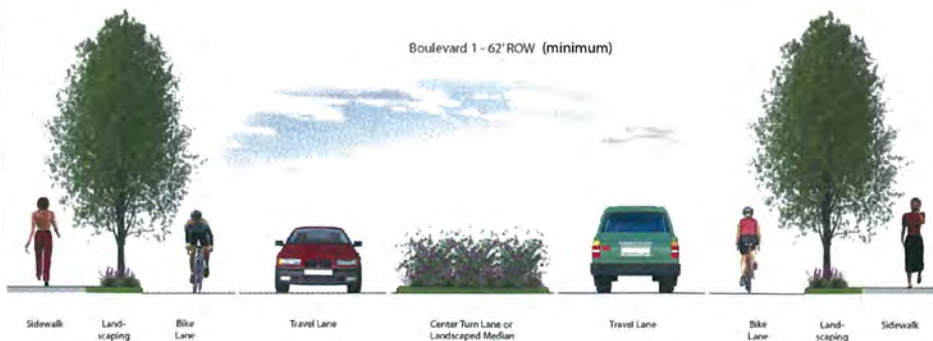 Boulevard 1 - 62' ROW (minimum)
Sidewalk
Land-
scaping
Bike
Lane
Travel Lane
Center Turn Lane or
Landscaped Median
Travel Lane
Bike
Lane
Land-
scaping
Sidewalk